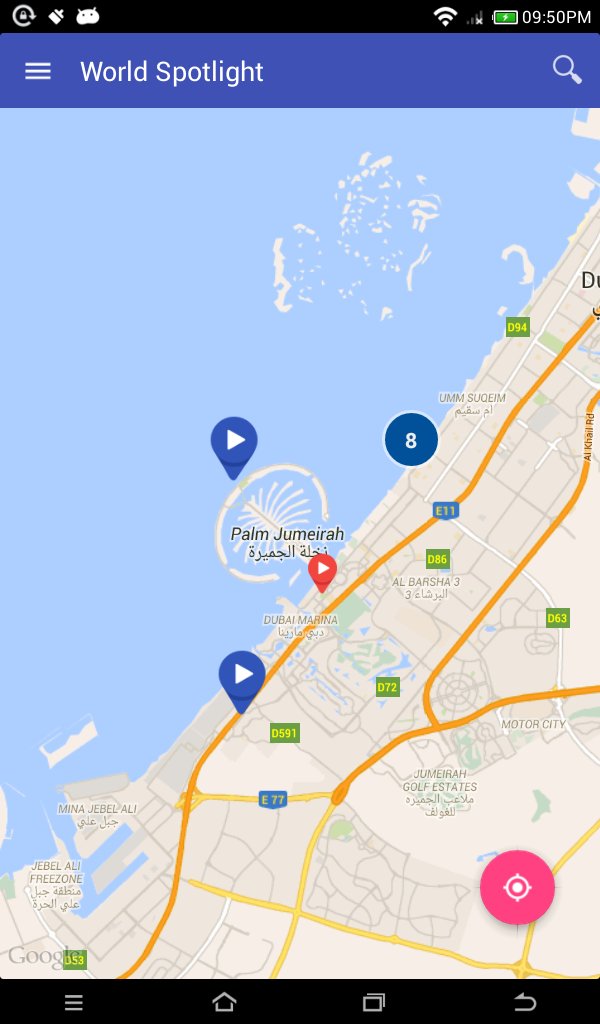 09:50PM
World Spotlight
Du
D94
UMM SUQEIM
ام سقيم
Al Khail Rd
8
E11
Palm Jumeirah
نخلة الجميرة
D86
AL BARSHA 3
البرشاء 3
D63
DUBAI MARINA
دبي مارينا
D72
D591
MOTOR CITY
JUMEIRAH
GOLF ESTATES
ملاعب الجميره
للغولف
E 77
MINA JEBEL ALI
جبل علي
JEBEL ALI
FREEZONE
منطقة جبل
علي الحرة
Google
D53